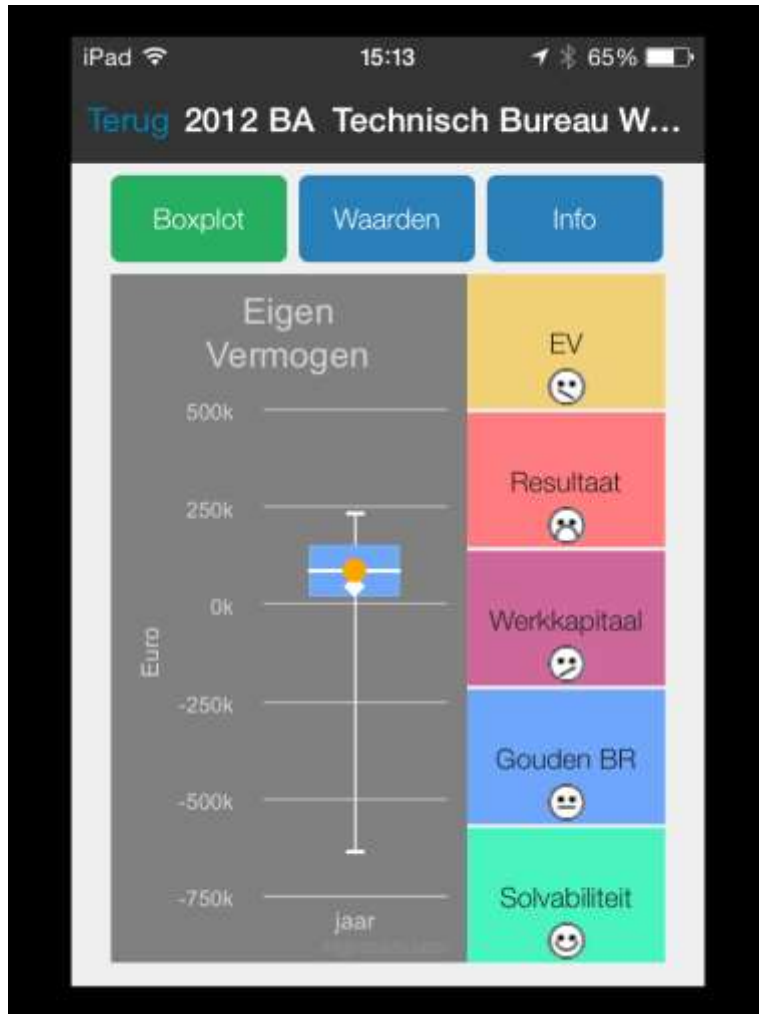 iPad 15:13 65%
Terug 2012 BA Technisch Bureau W...
Boxplot Waarden Info
Eigen
Vermogen
500k
250k
0k
-250k
-500k
-750k
Euro
jaar
EV
Resultaat
Werkkapitaal
Gouden BR
Solvabiliteit